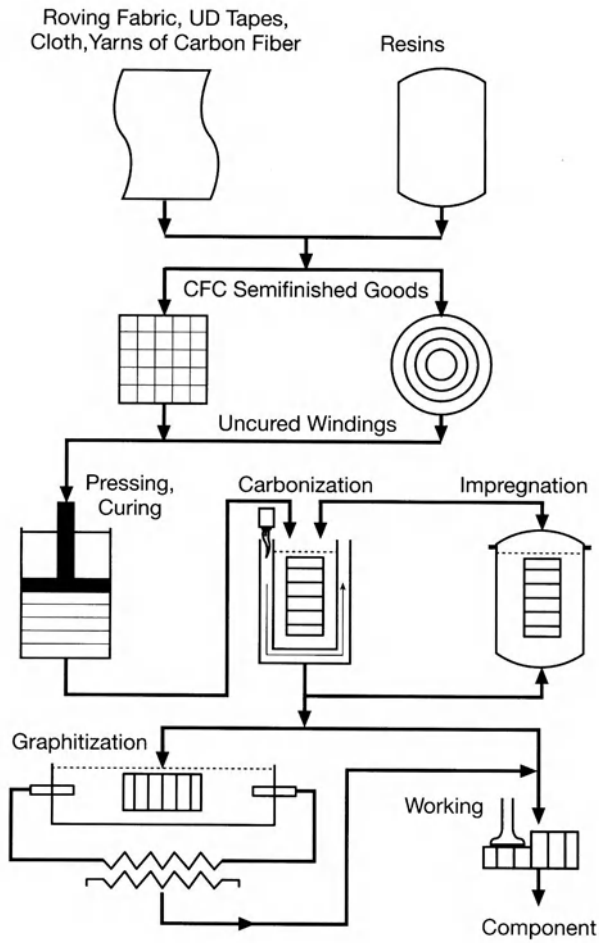 Roving Fabric, UD Tapes,
Cloth,Yarns of Carbon Fiber
Resins
CFC Semifinished Goods
Uncured Windings
Pressing,
Curing
Carbonization
Impregnation
Graphitization
Working
Component